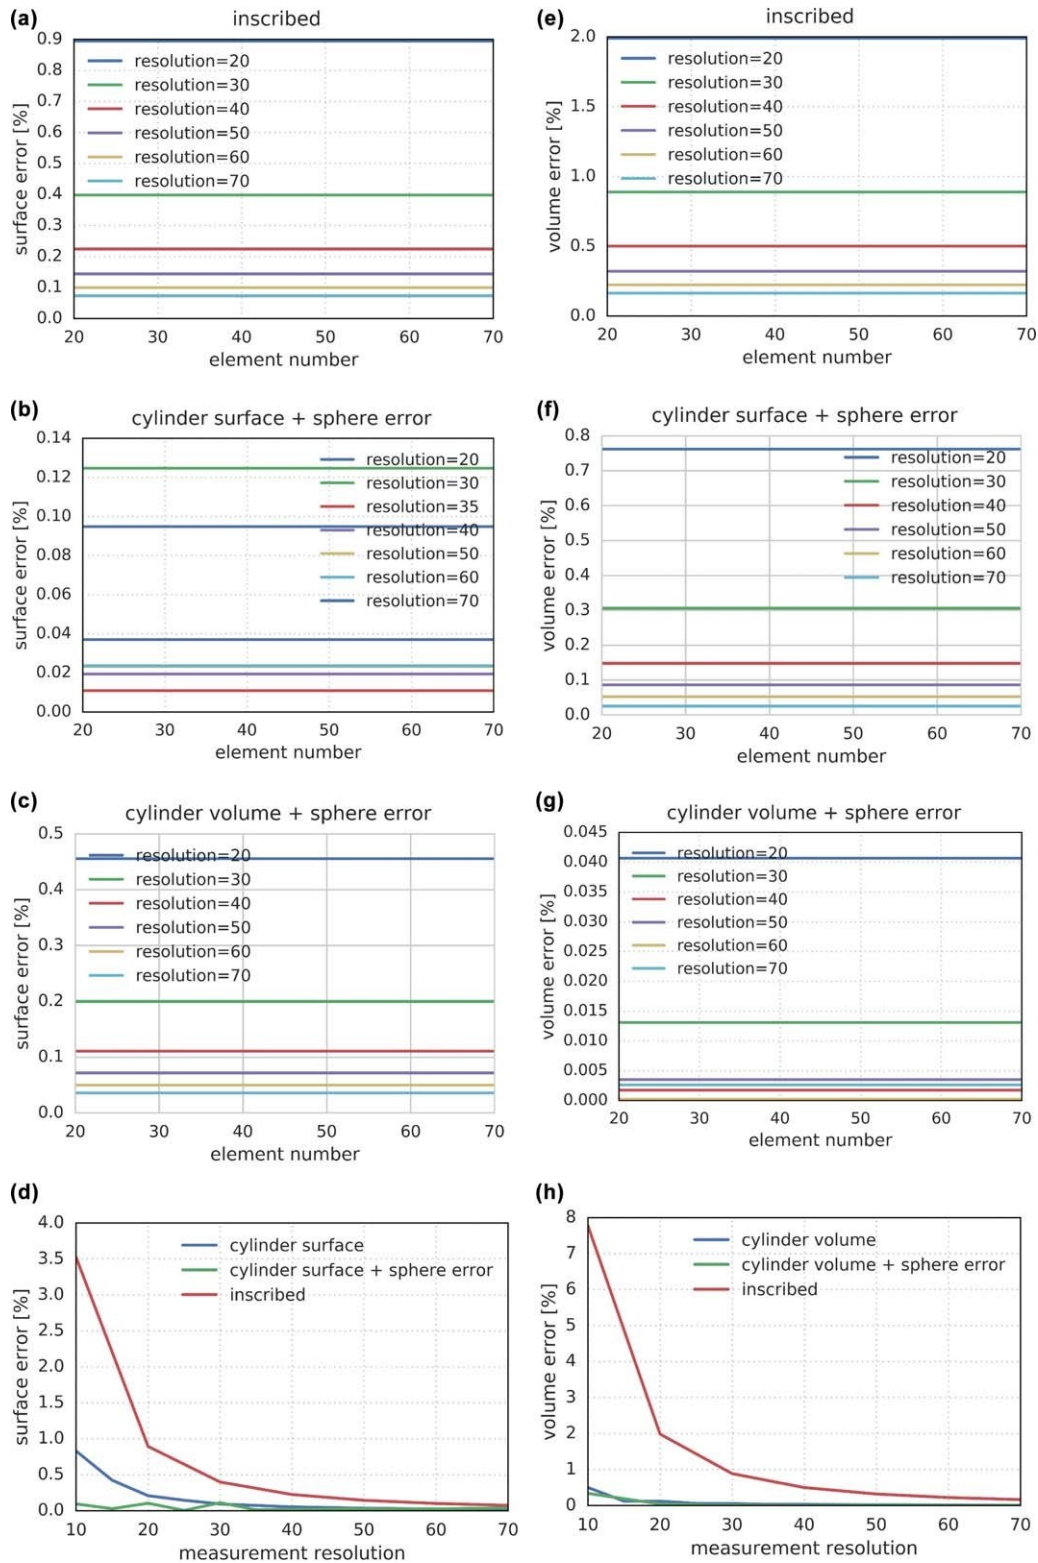 (a)
inscribed
0.9
0.8
0.7
0.6
0.5
0.4
0.3
0.2
0.1
0.0
surface error [%]
resolution=20
resolution=30
resolution=40
resolution=50
resolution=60
resolution=70
20 30 40 50 60 70
element number
(e)
inscribed
2.0
1.5
1.0
0.5
0.0
volume error [%]
resolution=20
resolution=30
resolution=40
resolution=50
resolution=60
resolution=70
20 30 40 50 60 70
element number
(b)
cylinder surface + sphere error
0.14
0.12
0.10
0.08
0.06
0.04
0.02
0.00
surface error [%]
resolution=20
resolution=30
resolution=35
resolution=40
resolution=50
resolution=60
resolution=70
20 30 40 50 60 70
element number
(f)
cylinder surface + sphere error
0.8
0.7
0.6
0.5
0.4
0.3
0.2
0.1
0.0
volume error [%]
resolution=20
resolution=30
resolution=40
resolution=50
resolution=60
resolution=70
20 30 40 50 60 70
element number
(c)
cylinder volume + sphere error
0.5
0.4
0.3
0.2
0.1
0.0
surface error [%]
resolution=20
resolution=30
resolution=40
resolution=50
resolution=60
resolution=70
20 30 40 50 60 70
element number
(g)
cylinder volume + sphere error
0.045
0.040
0.035
0.030
0.025
0.020
0.015
0.010
0.005
0.000
volume error [%]
resolution=20
resolution=30
resolution=40
resolution=50
resolution=60
resolution=70
20 30 40 50 60 70
element number
(d)
4.0
3.5
3.0
2.5
2.0
1.5
1.0
0.5
0.0
surface error [%]
cylinder surface
cylinder surface + sphere error
inscribed
10 20 30 40 50 60 70
measurement resolution
(h)
8
7
6
5
4
3
2
1
0
volume error [%]
cylinder volume
cylinder volume + sphere error
inscribed
10 20 30 40 50 60 70
measurement resolution